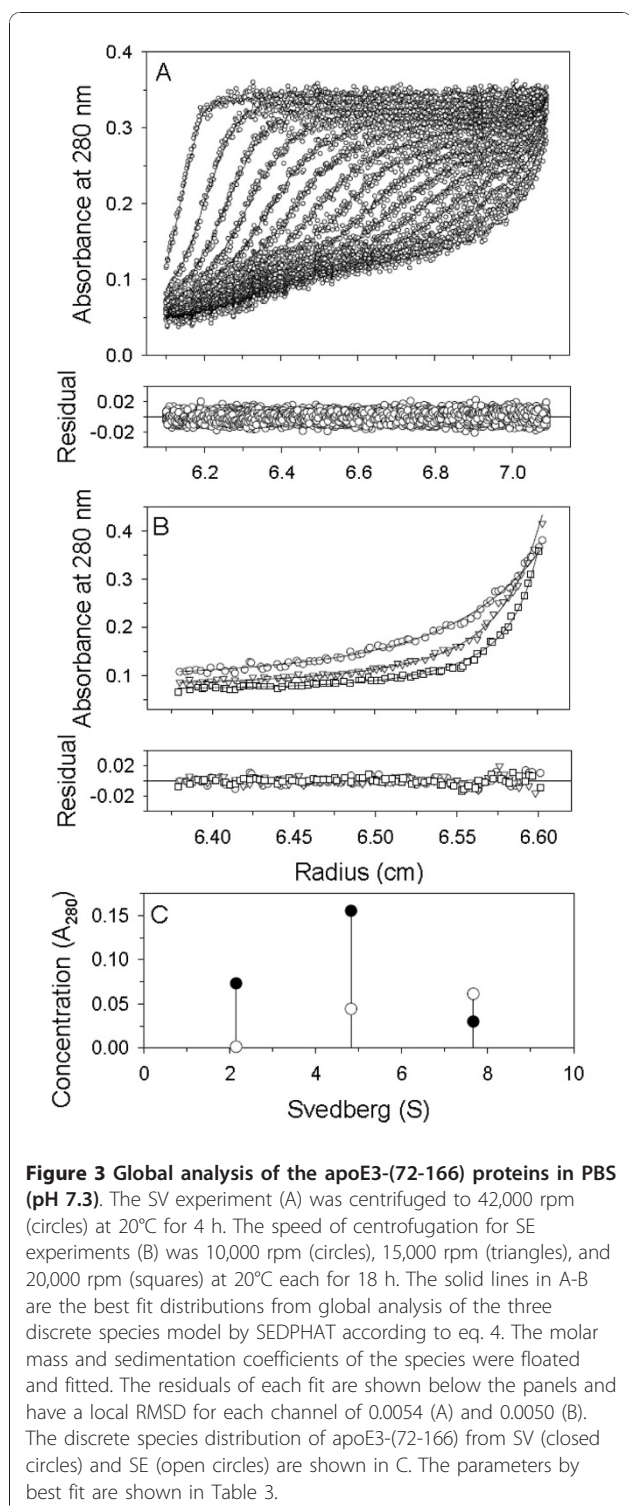 A
Absorbance at 280 nm
0.4
0.3
0.2
0.1
0.0
Residual
0.02
-0.02
6.2 6.4 6.6 6.8 7.0
B
Absorbance at 280 nm
0.4
0.3
0.2
0.1
Residual
0.02
-0.02
6.40 6.45 6.50 6.55 6.60
Radius (cm)
C
Concentration (A280)
0.15
0.10
0.05
0.00
0 2 4 6 8 10
Svedberg (S)
Figure 3 Global analysis of the apoE3-(72-166) proteins in PBS
(pH 7.3). The SV experiment (A) was centrifuged to 42,000 rpm
(circles) at 20°C for 4 h. The speed of centrofugation for SE
experiments (B) was 10,000 rpm (circles), 15,000 rpm (triangles), and
20,000 rpm (squares) at 20°C each for 18 h. The solid lines in A-B
are the best fit distributions from global analysis of the three
discrete species model by SEDPHAT according to eq. 4. The molar
mass and sedimentation coefficients of the species were floated
and fitted. The residuals of each fit are shown below the panels and
have a local RMSD for each channel of 0.0054 (A) and 0.0050 (B).
The discrete species distribution of apoE3-(72-166) from SV (closed
circles) and SE (open circles) are shown in C. The parameters by
best fit are shown in Table 3.